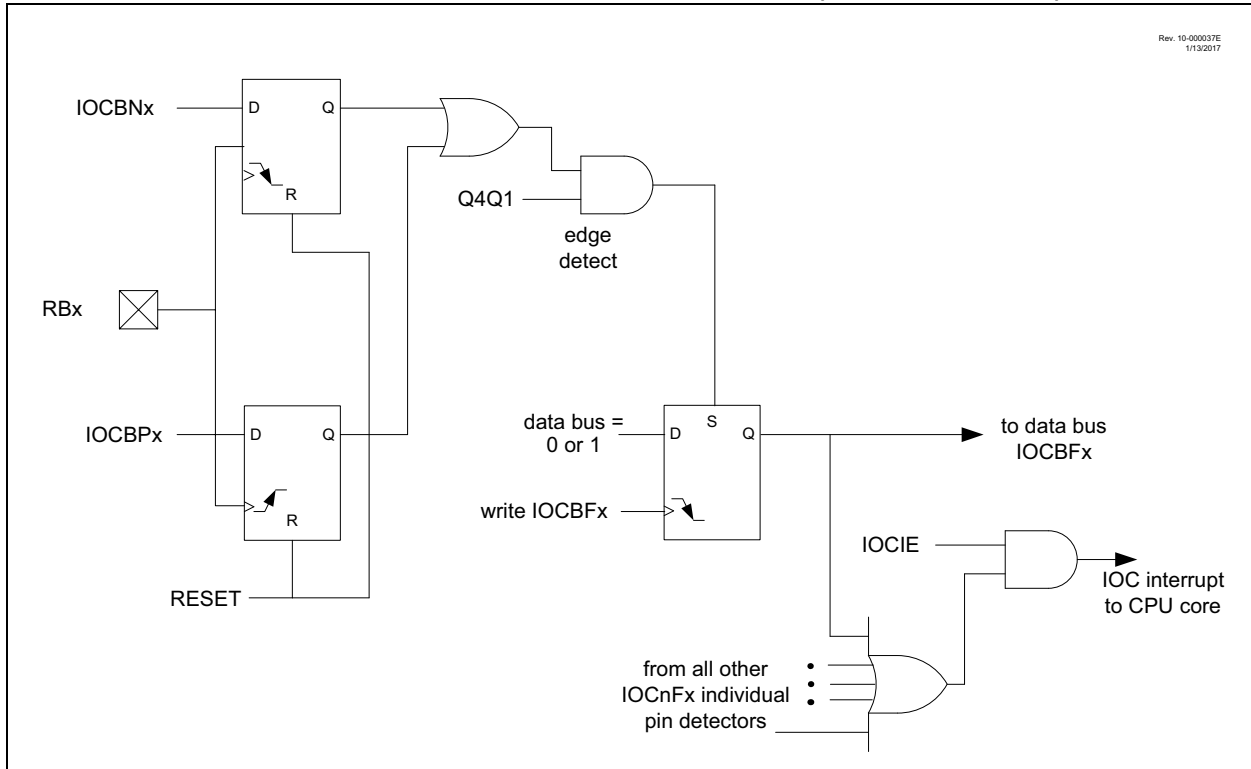 Rev. 10-000037E
1/13/2017
IOCBNx
D
Q
R
Q4Q1
edge
detect
RBx
IOCBPx
D
Q
R
RESET
data bus =
0 or 1
D
S
Q
to data bus
IOCBFx
write IOCBFx
IOCIE
IOC interrupt
to CPU core
from all other
IOCnFx individual
pin detectors